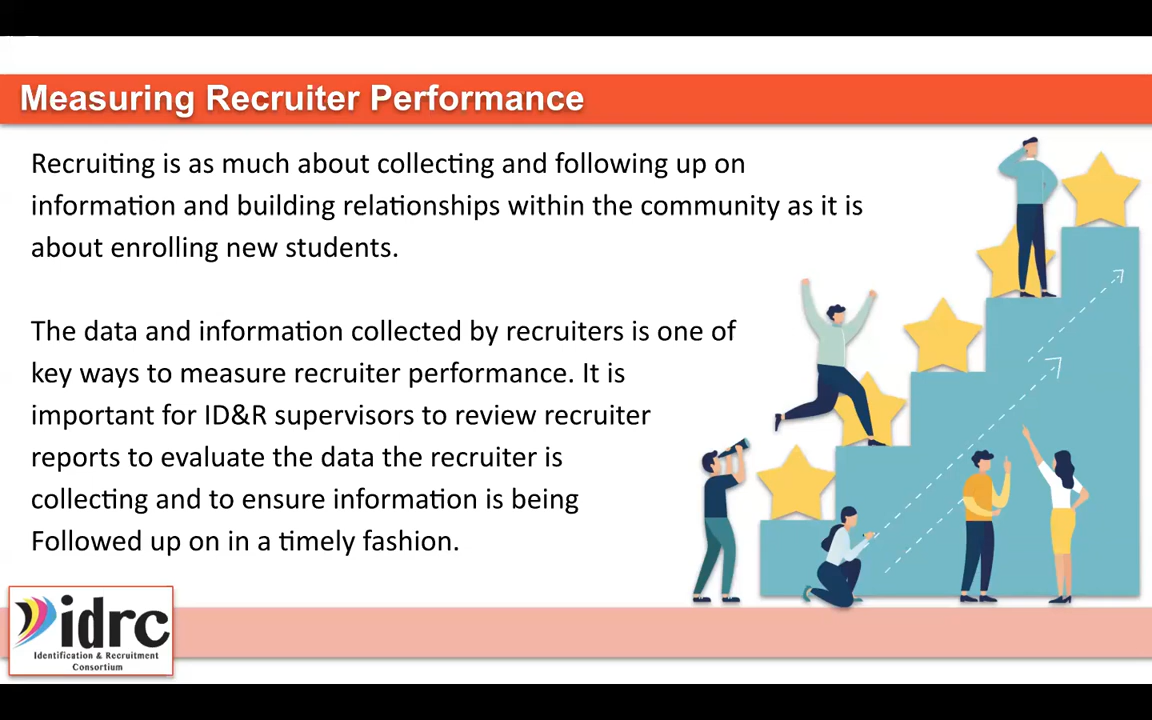 Measuring Recruiter Performance
Recruiting is as much about collecting and following up on
information and building relationships within the community as it is
about enrolling new students.
The data and information collected by recruiters is one of
key ways to measure recruiter performance. It is
important for ID&R supervisors to review recruiter
reports to evaluate the data the recruiter is
collecting and to ensure information is being
Followed up on in a timely fashion.
idrc
Identification & Recruitment
Consortium